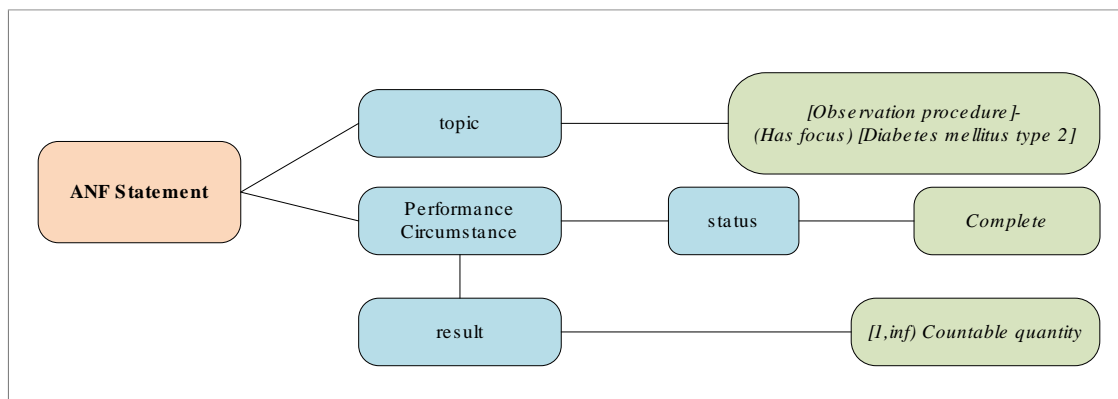 topic
[Observation procedure]-
(Has focus) [Diabetes mellitus type 2]
ANF Statement
Performance
Circumstance
status
Complete
result
[1,inf) Countable quantity